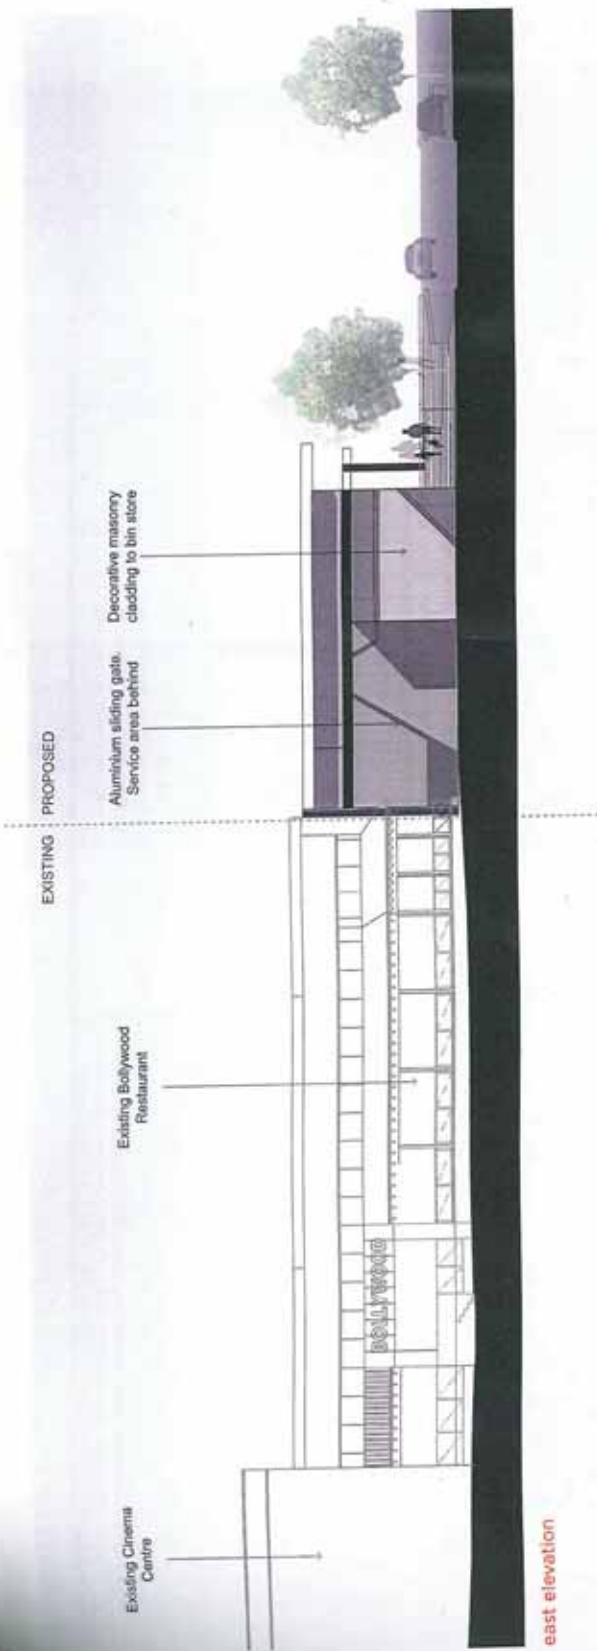 EXISTING PROPOSED
Existing Cinema
Centre
Existing Bollywood
Restaurant
Aluminium sliding gate.
Service area behind
Decorative masonry
cladding to bin store
BOLLYWOOD
east elevation